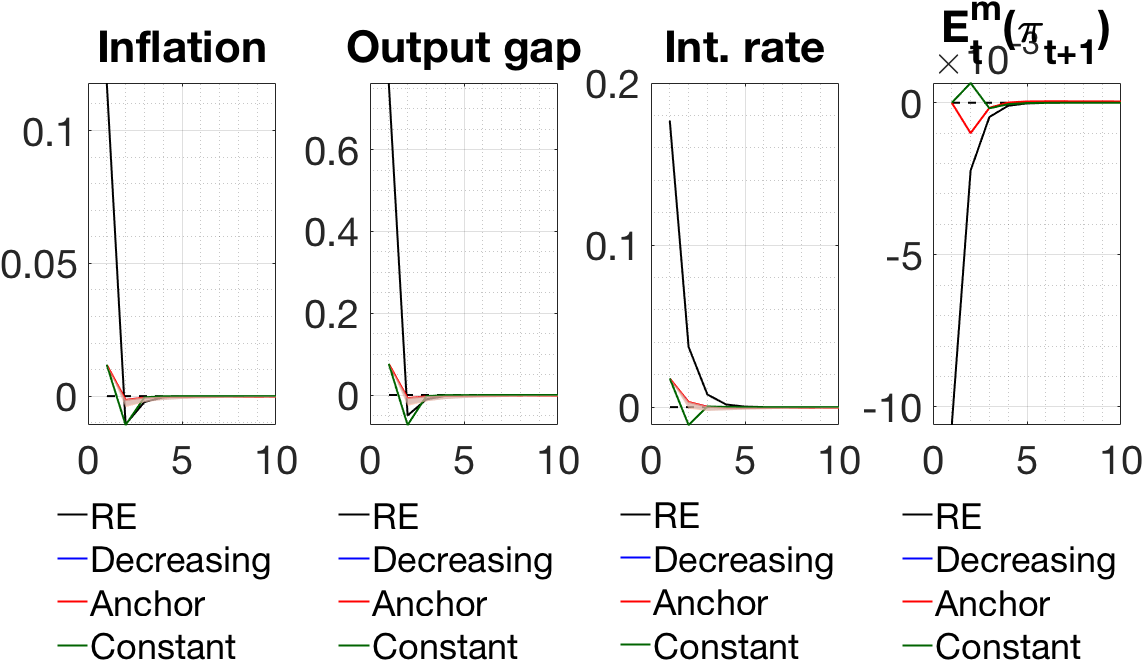 Inflation
0.1
0.05
0
0 5 10
RE
Decreasing
Anchor
Constant
Output gap
0.6
0.4
0.2
0
0 5 10
RE
Decreasing
Anchor
Constant
Int. rate
0.2
0.1
0
0 5 10
RE
Decreasing
Anchor
Constant
E_t^m(π_{t+1})
× 10^{-3}
0
-5
-10
0 5 10
RE
Decreasing
Anchor
Constant